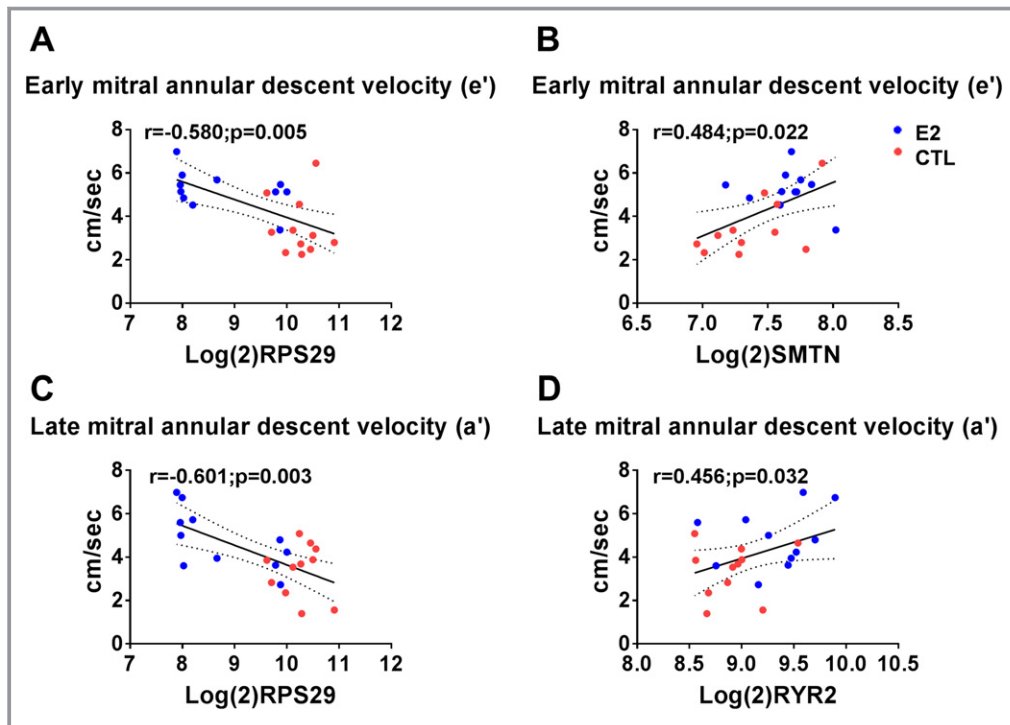 A
Early mitral annular descent velocity (e')
r=-0.580;p=0.005
cm/sec
8
6
4
2
0
7 8 9 10 11 12
Log(2)RPS29
B
Early mitral annular descent velocity (e')
r=0.484;p=0.022
E2
CTL
cm/sec
8
6
4
2
0
6.5 7.0 7.5 8.0 8.5
Log(2)SMTN
C
Late mitral annular descent velocity (a')
r=-0.601;p=0.003
cm/sec
8
6
4
2
0
7 8 9 10 11 12
Log(2)RPS29
D
Late mitral annular descent velocity (a')
r=0.456;p=0.032
cm/sec
8
6
4
2
0
8.0 8.5 9.0 9.5 10.0 10.5
Log(2)RYR2